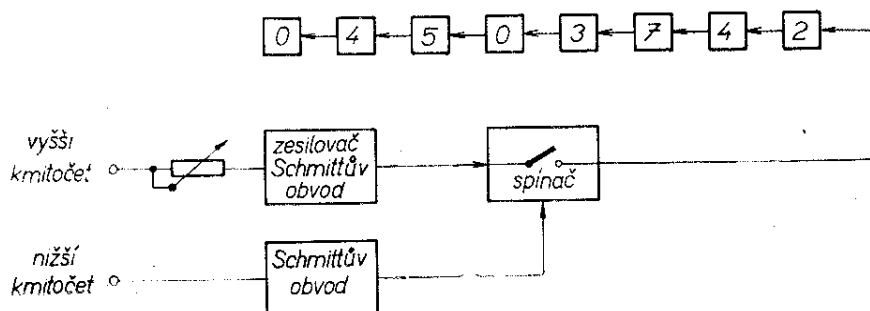 0 4 5 0 3 7 4 2
vyšší
kmitočet
zesilovač
Schmittův
obvod
spínač
nižší
kmitočet
Schmittův
obvod